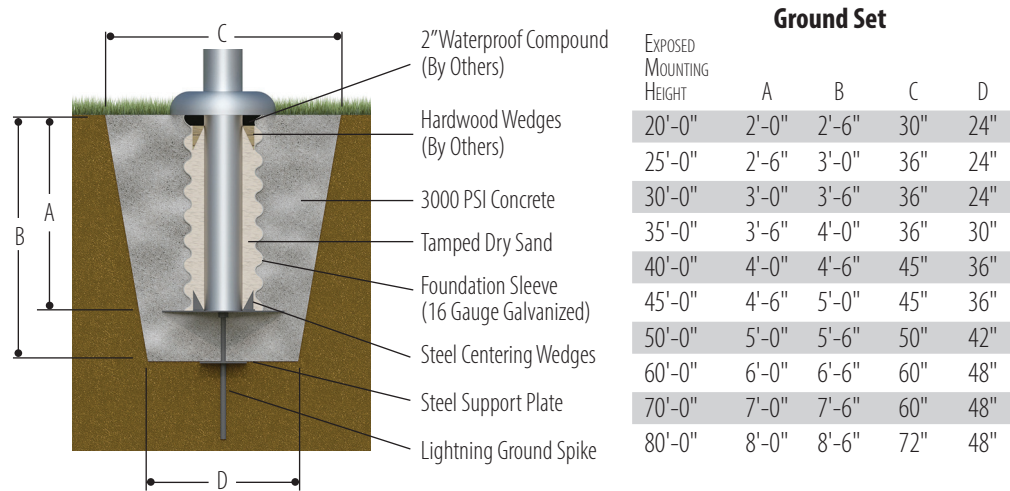 C
A
B
D
2” Waterproof Compound
(By Others)
Hardwood Wedges
(By Others)
3000 PSI Concrete
Tamped Dry Sand
Foundation Sleeve
(16 Gauge Galvanized)
Steel Centering Wedges
Steel Support Plate
Lightning Ground Spike
Ground Set
Exposed
Mounting
Height A B C D
20'-0" 2'-0" 2'-6" 30" 24"
25'-0" 2'-6" 3'-0" 36" 24"
30'-0" 3'-0" 3'-6" 36" 24"
35'-0" 3'-6" 4'-0" 36" 30"
40'-0" 4'-0" 4'-6" 45" 36"
45'-0" 4'-6" 5'-0" 45" 36"
50'-0" 5'-0" 5'-6" 50" 42"
60'-0" 6'-0" 6'-6" 60" 48"
70'-0" 7'-0" 7'-6" 60" 48"
80'-0" 8'-0" 8'-6" 72" 48"